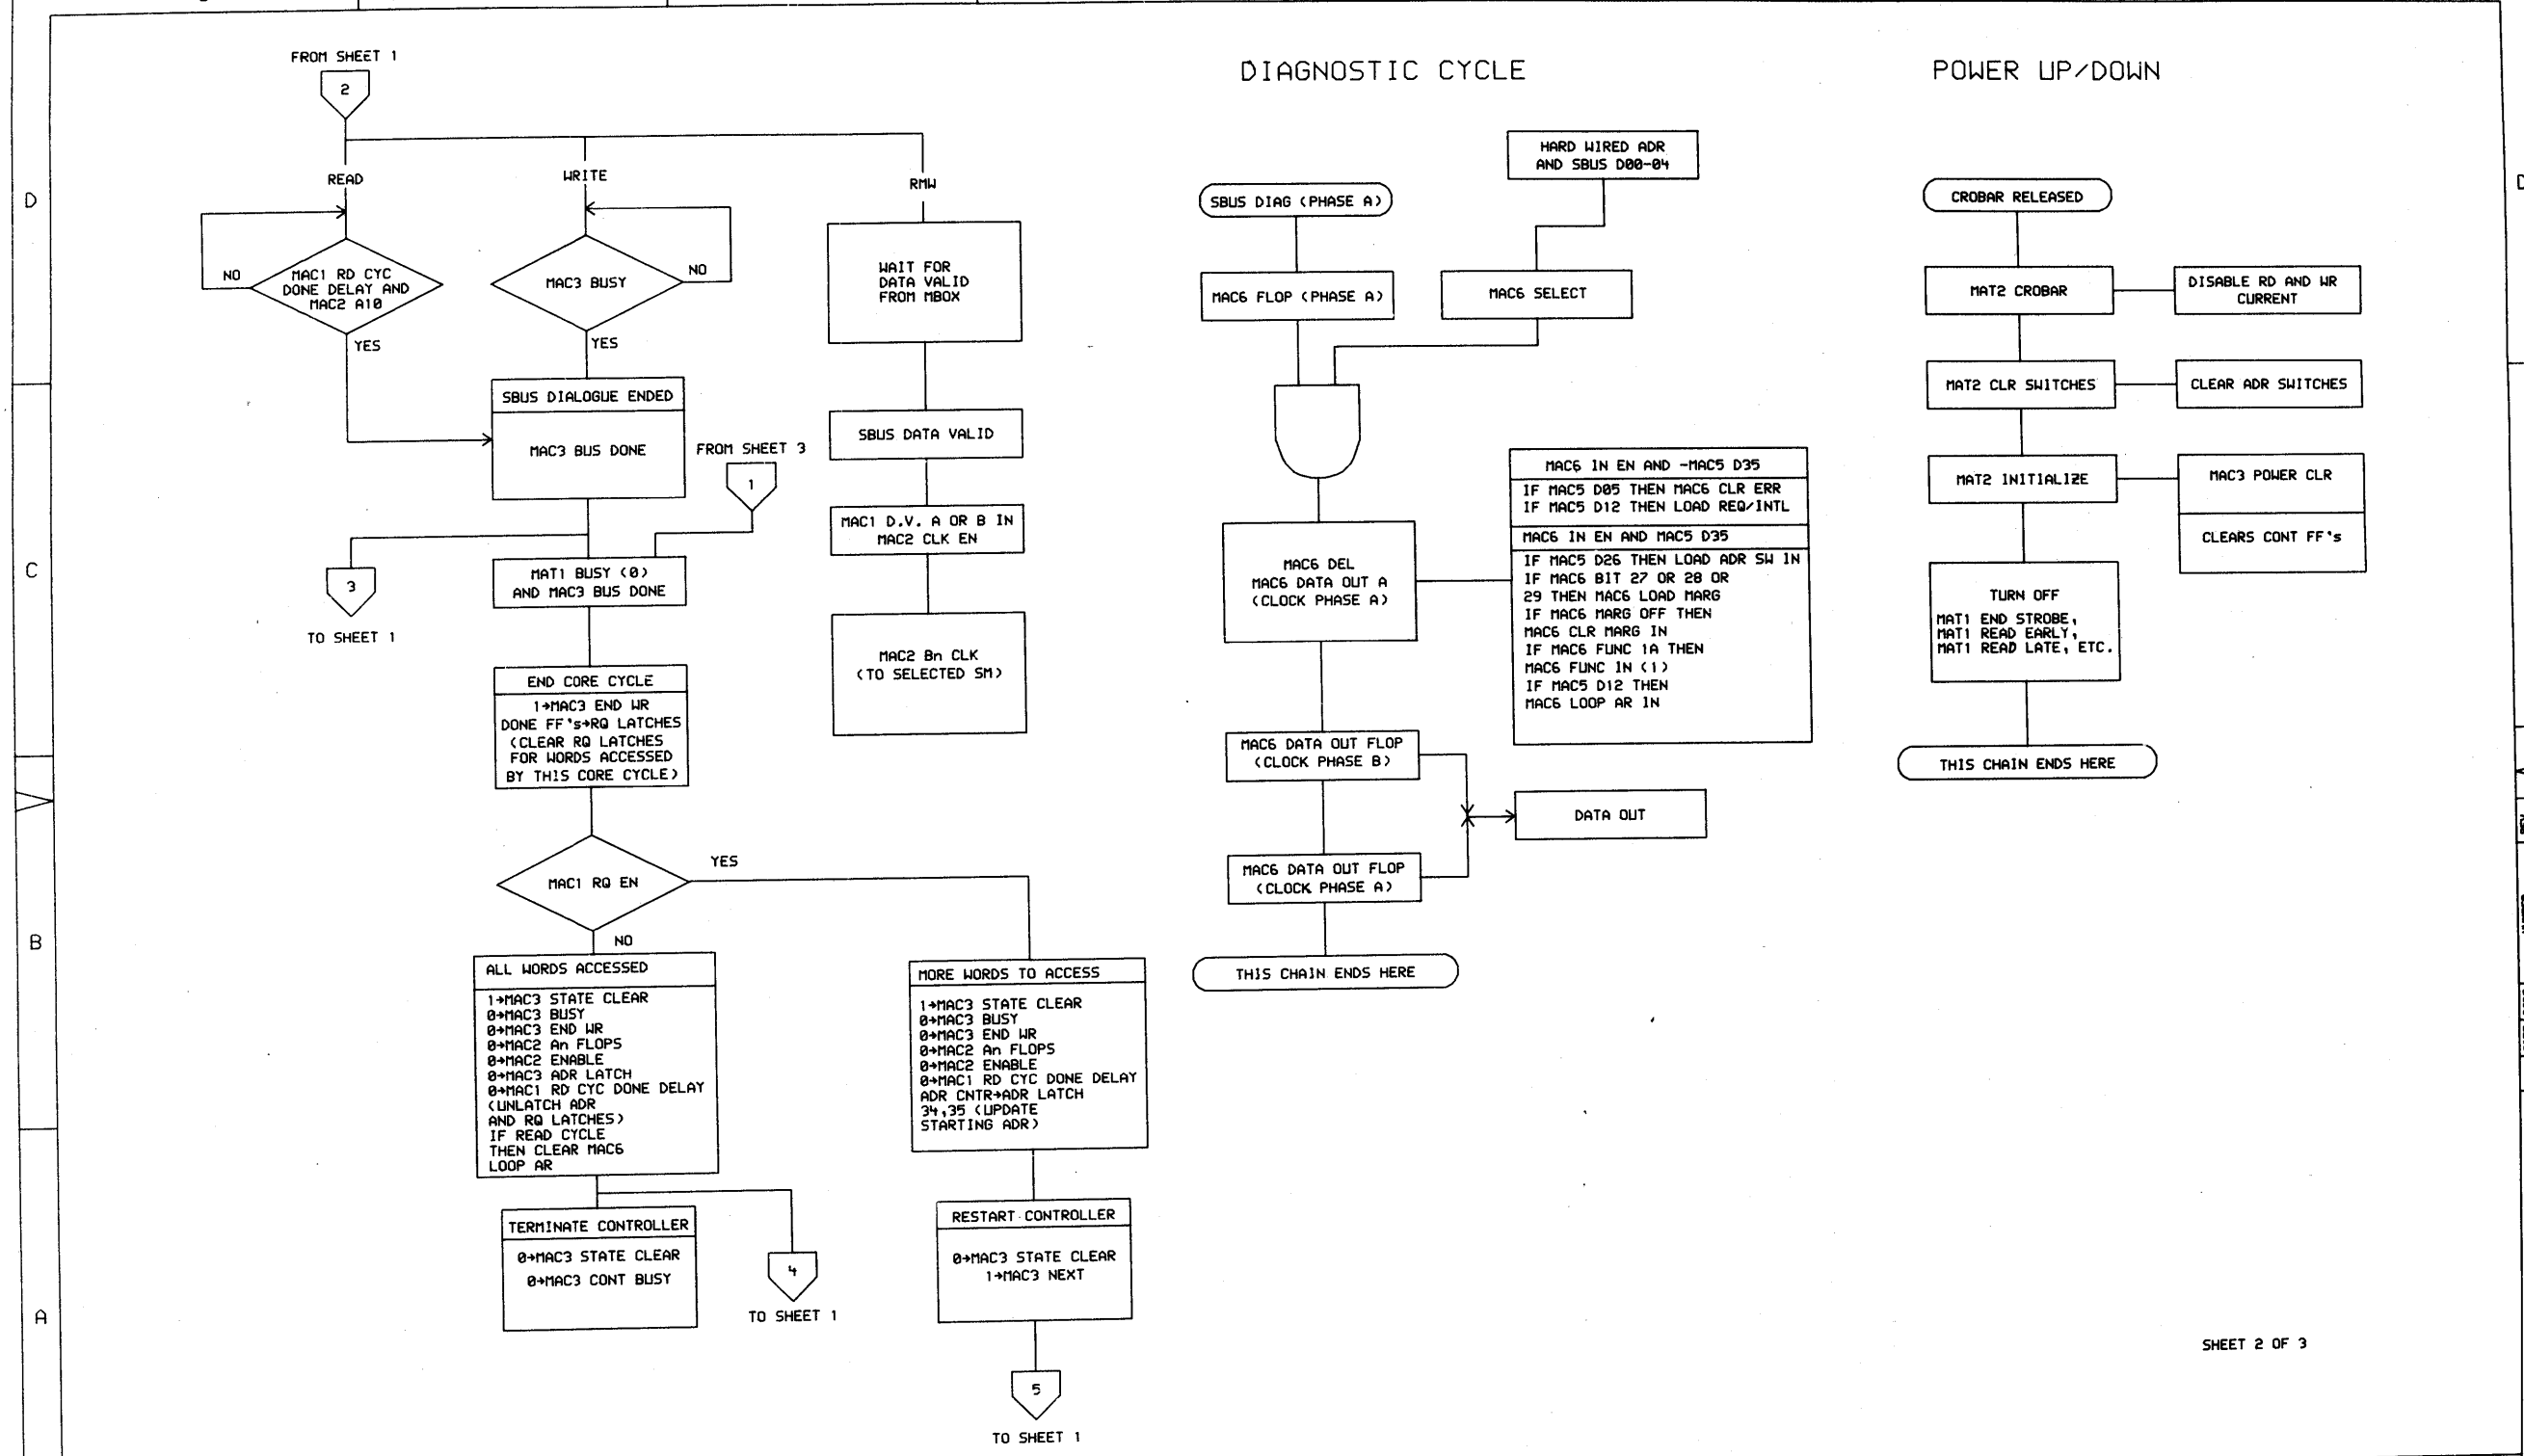 FROM SHEET 1
2
READ
WRITE
RMW
MAC1 RD CYC
DONE DELAY AND
MAC2 A10
NO
YES
MAC3 BUSY
NO
YES
WAIT FOR
DATA VALID
FROM MBOX
SBUS DIALOGUE ENDED
MAC3 BUS DONE
SBUS DATA VALID
FROM SHEET 3
1
MAC1 D.V. A OR B IN
MAC2 CLK EN
3
TO SHEET 1
MAT1 BUSY (0)
AND MAC3 BUS DONE
MAC2 Bn CLK
(TO SELECTED SM)
END CORE CYCLE
1→MAC3 END WR
DONE FF's→RQ LATCHES
(CLEAR RQ LATCHES
FOR WORDS ACCESSED
BY THIS CORE CYCLE)
MAC1 RQ EN
YES
NO
ALL WORDS ACCESSED
1→MAC3 STATE CLEAR
0→MAC3 BUSY
0→MAC3 END WR
0→MAC2 An FLOPS
0→MAC2 ENABLE
0→MAC3 ADR LATCH
0→MAC1 RD CYC DONE DELAY
(UNLATCH ADR
AND RQ LATCHES)
IF READ CYCLE
THEN CLEAR MAC6
LOOP AR
MORE WORDS TO ACCESS
1→MAC3 STATE CLEAR
0→MAC3 BUSY
0→MAC3 END WR
0→MAC2 An FLOPS
0→MAC2 ENABLE
0→MAC1 RD CYC DONE DELAY
ADR CNTR→ADR LATCH
34,35 (UPDATE
STARTING ADR)
TERMINATE CONTROLLER
0→MAC3 STATE CLEAR
0→MAC3 CONT BUSY
4
TO SHEET 1
RESTART CONTROLLER
0→MAC3 STATE CLEAR
1→MAC3 NEXT
5
TO SHEET 1
DIAGNOSTIC CYCLE
HARD WIRED ADR
AND SBUS D00-04
SBUS DIAG (PHASE A)
MAC6 FLOP (PHASE A)
MAC6 SELECT
MAC6 DEL
MAC6 DATA OUT A
(CLOCK PHASE A)
MAC6 IN EN AND -MAC5 D35
IF MAC5 D05 THEN MAC6 CLR ERR
IF MAC5 D12 THEN LOAD REQ/INTL
MAC6 IN EN AND MAC5 D35
IF MAC5 D26 THEN LOAD ADR SW IN
IF MAC6 BIT 27 OR 28 OR
29 THEN MAC6 LOAD MARG
IF MAC6 MARG OFF THEN
MAC6 CLR MARG IN
IF MAC6 FUNC 1A THEN
MAC6 FUNC IN (1)
IF MAC5 D12 THEN
MAC6 LOOP AR IN
MAC6 DATA OUT FLOP
(CLOCK PHASE B)
DATA OUT
MAC6 DATA OUT FLOP
(CLOCK PHASE A)
THIS CHAIN ENDS HERE
POWER UP/DOWN
CROBAR RELEASED
MAT2 CROBAR
DISABLE RD AND WR
CURRENT
MAT2 CLR SWITCHES
CLEAR ADR SWITCHES
MAT2 INITIALIZE
MAC3 POWER CLR
CLEARS CONT FF's
TURN OFF
MAT1 END STROBE,
MAT1 READ EARLY,
MAT1 READ LATE, ETC.
THIS CHAIN ENDS HERE
D
C
B
A
SHEET 2 OF 3